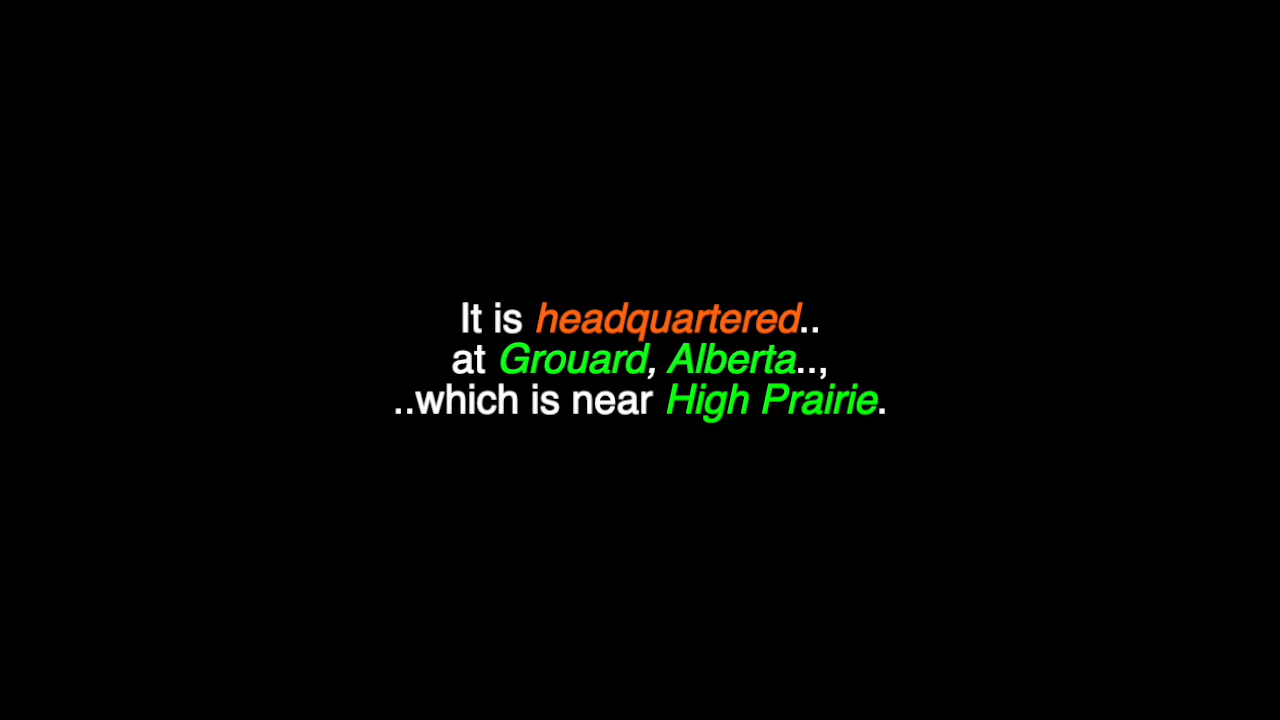 It is headquartered..
at Grouard, Alberta..,
..which is near High Prairie.